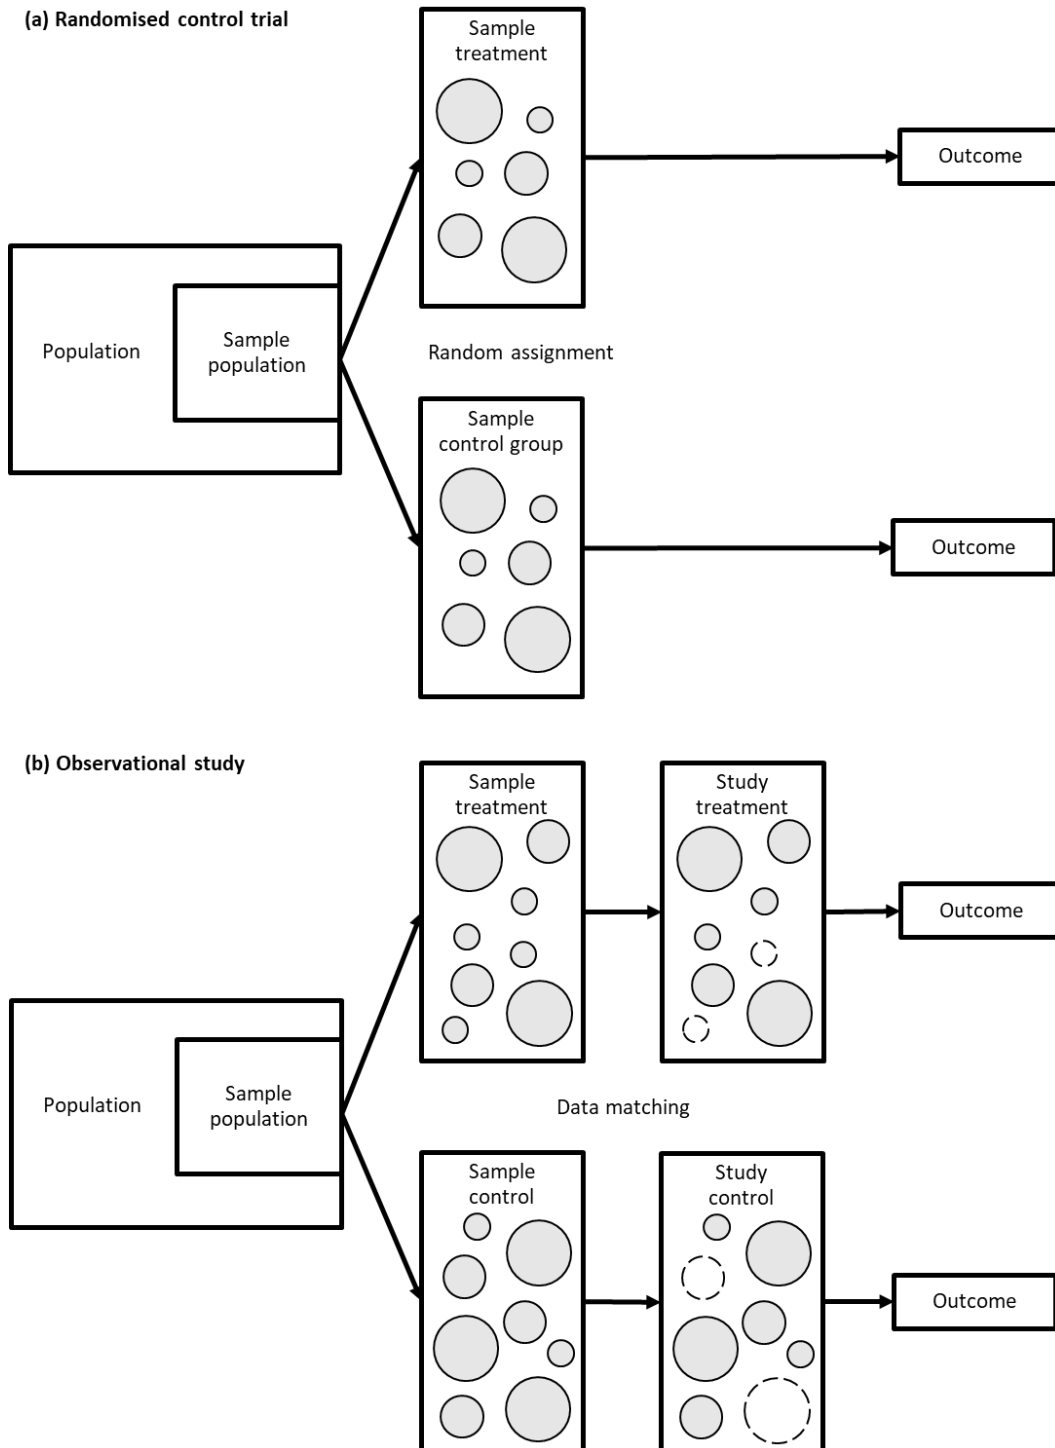 (a) Randomised control trial
Sample
treatment
Outcome
Population
Sample
population
Random assignment
Sample
control group
Outcome
(b) Observational study
Sample
treatment
Study
treatment
Outcome
Population
Sample
population
Data matching
Sample
control
Study
control
Outcome